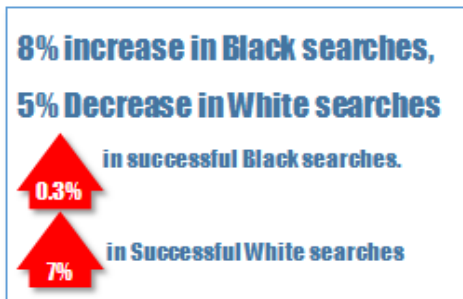 8% increase in Black searches,
5% Decrease in White searches
in successful Black searches.
0.3%
in Successful White searches
7%